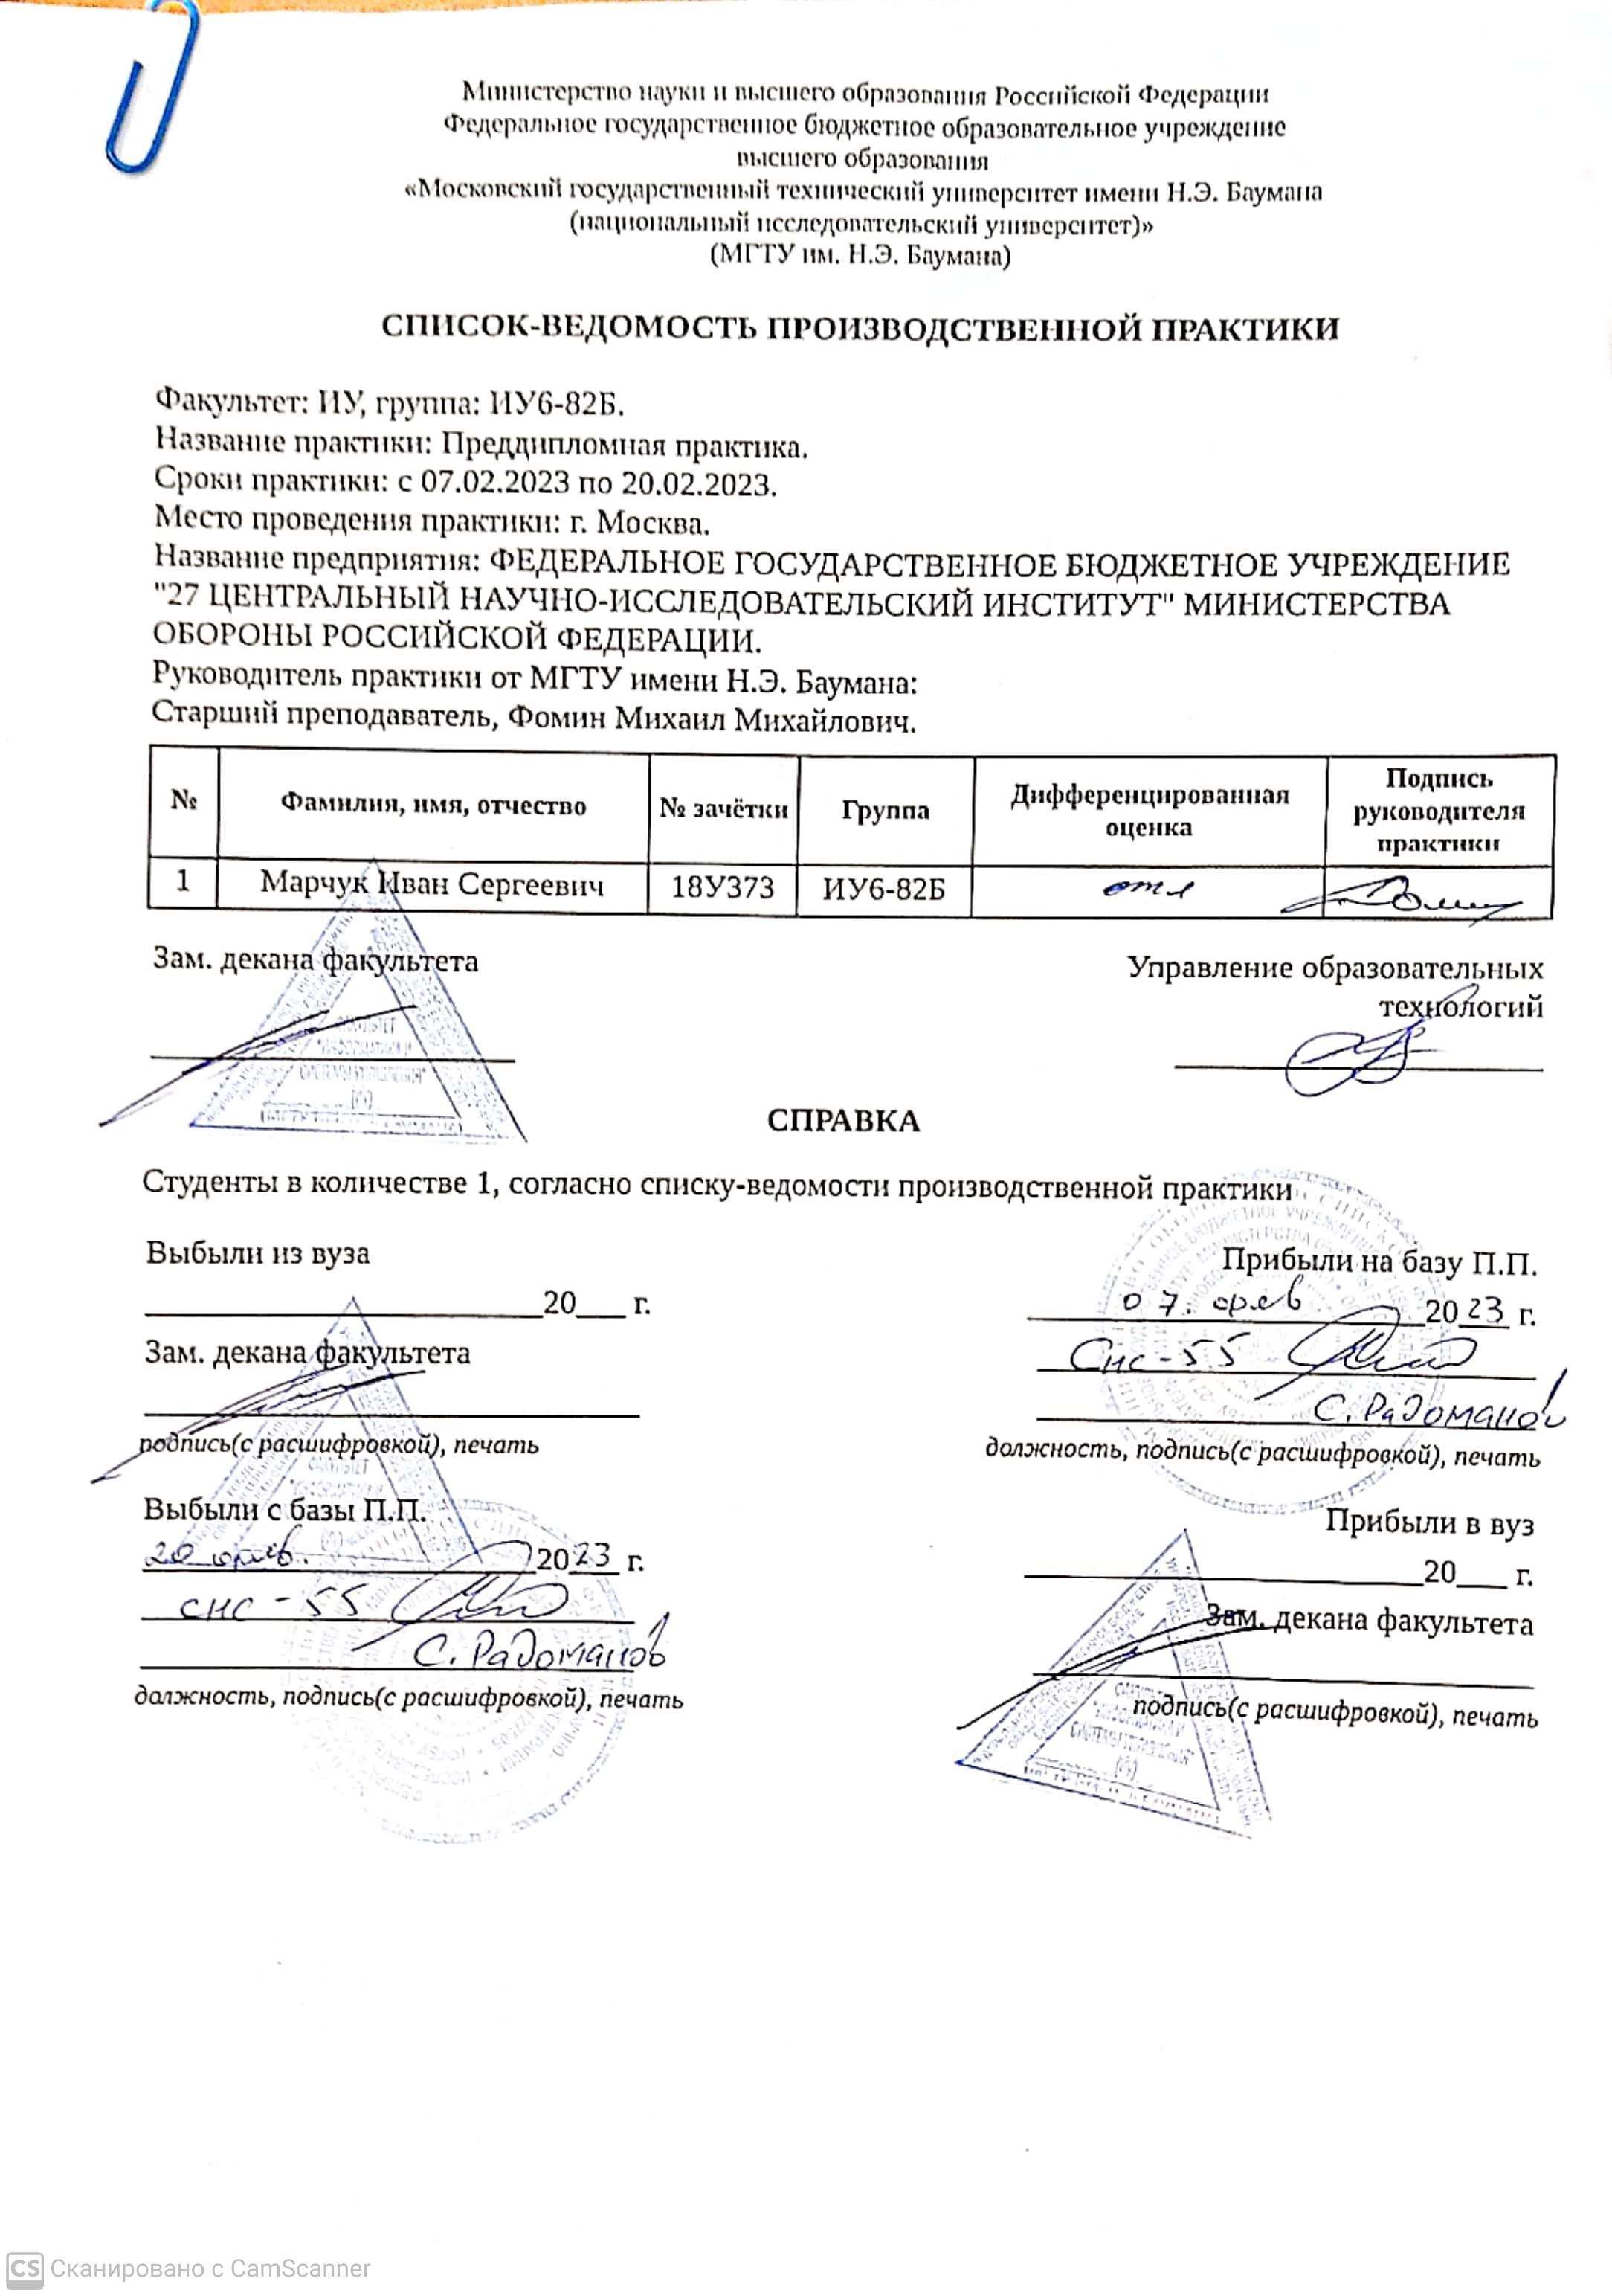 Министерство науки и высшего образования Российской Федерации
Федеральное государственное бюджетное образовательное учреждение
высшего образования
«Московский государственный технический университет имени Н.Э. Баумана
(национальный исследовательский университет)»
(МГТУ им. Н.Э. Баумана)
СПИСОК-ВЕДОМОСТЬ ПРОИЗВОДСТВЕННОЙ ПРАКТИКИ
Факультет: ИУ, группа: ИУ6-82Б.
Название практики: Преддипломная практика.
Сроки практики: с 07.02.2023 по 20.02.2023.
Место проведения практики: г. Москва.
Название предприятия: ФЕДЕРАЛЬНОЕ ГОСУДАРСТВЕННОЕ БЮДЖЕТНОЕ УЧРЕЖДЕНИЕ
"27 ЦЕНТРАЛЬНЫЙ НАУЧНО-ИССЛЕДОВАТЕЛЬСКИЙ ИНСТИТУТ" МИНИСТЕРСТВА
ОБОРОНЫ РОССИЙСКОЙ ФЕДЕРАЦИИ.
Руководитель практики от МГТУ имени Н.Э. Баумана:
Старший преподаватель, Фомин Михаил Михайлович.
№ Фамилия, имя, отчество № зачётки Группа Дифференцированная оценка Подпись руководителя практики
1 Марчук Иван Сергеевич 18У373 ИУ6-82Б отл
Зам. декана факультета
Управление образовательных
технологий
СПРАВКА
Студенты в количестве 1, согласно списку-ведомости производственной практики
Выбыли из вуза
____20___ г.
Зам. декана факультета
подпись(с расшифровкой), печать
Прибыли на базу П.П.
07. фев 2023 г.
Снс-55
С. Радоманов
должность, подпись(с расшифровкой), печать
Выбыли с базы П.П.
20 фев. 2023 г.
снс-55
С. Радоманов
должность, подпись(с расшифровкой), печать
Прибыли в вуз
____20___ г.
Зам. декана факультета
подпись(с расшифровкой), печать
CS Сканировано с CamScanner